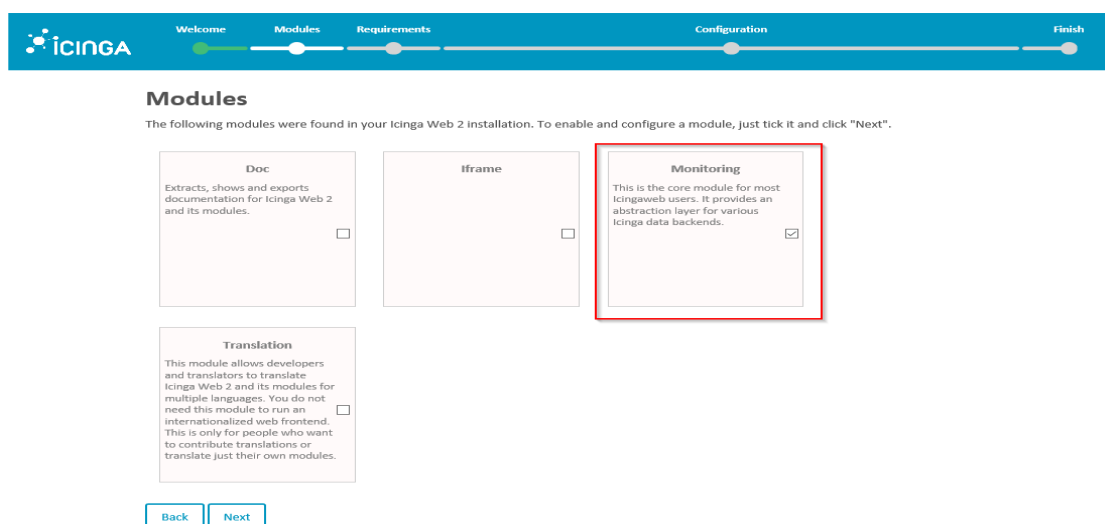 ICINGA
Welcome
Modules
Requirements
Configuration
Finish
Modules
The following modules were found in your Icinga Web 2 installation. To enable and configure a module, just tick it and click "Next".
Doc
Extracts, shows and exports
documentation for Icinga Web 2
and its modules.
Iframe
Monitoring
This is the core module for most
Icingaweb users. It provides an
abstraction layer for various
Icinga data backends.
Translation
This module allows developers
and translators to translate
Icinga Web 2 and its modules for
multiple languages. You do not
need this module to run an
internationalized web frontend.
This is only for people who want
to contribute translations or
translate just their own modules.
Back
Next